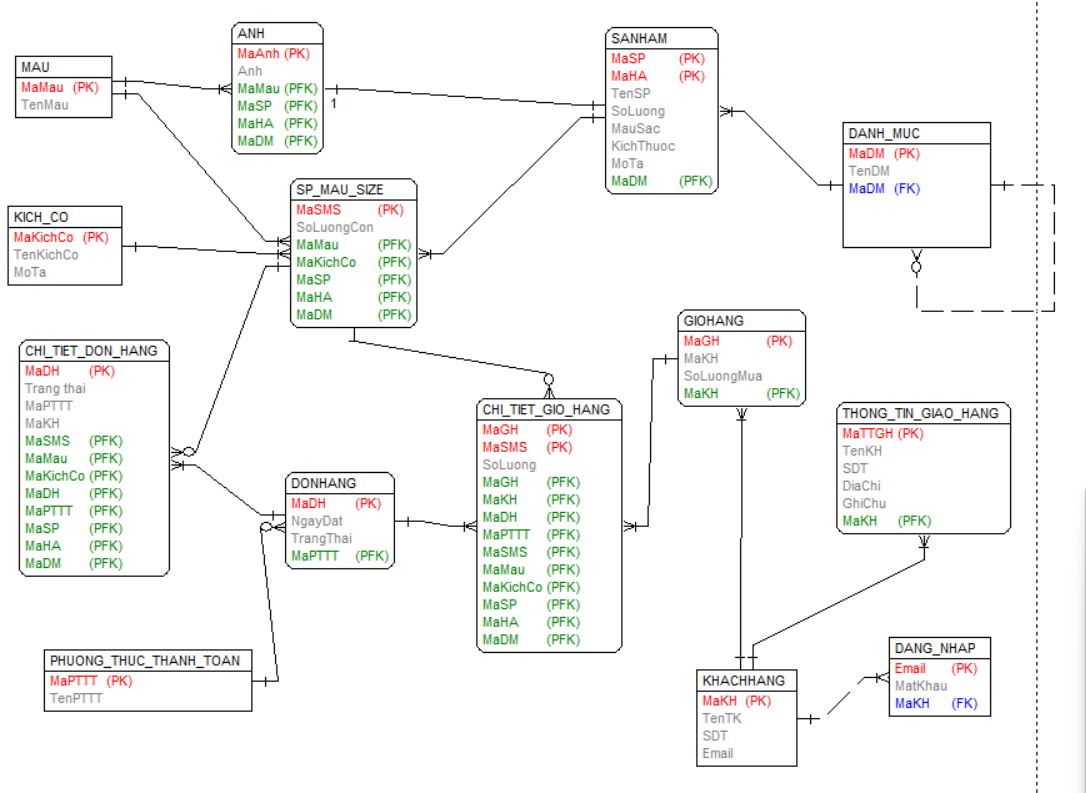 MAU
MaMau (PK)
TenMau
ANH
MaAnh (PK)
Anh
MaMau (PFK)
MaSP (PFK)
MaHA (PFK)
MaDM (PFK)
1
SANHAM
MaSP (PK)
MaHA (PK)
TenSP
SoLuong
MauSac
KichThuoc
MoTa
MaDM (PFK)
DANH_MUC
MaDM (PK)
TenDM
MaDM (FK)
KICH_CO
MaKichCo (PK)
TenKichCo
MoTa
SP_MAU_SIZE
MaSMS (PK)
SoLuongCon
MaMau (PFK)
MaKichCo (PFK)
MaSP (PFK)
MaHA (PFK)
MaDM (PFK)
CHI_TIET_DON_HANG
MaDH (PK)
Trang thai
MaPTTT
MaKH
MaSMS (PFK)
MaMau (PFK)
MaKichCo (PFK)
MaDH (PFK)
MaPTTT (PFK)
MaSP (PFK)
MaHA (PFK)
MaDM (PFK)
DONHANG
MaDH (PK)
NgayDat
TrangThai
MaPTTT (PFK)
CHI_TIET_GIO_HANG
MaGH (PK)
MaSMS (PK)
SoLuong
MaGH (PFK)
MaKH (PFK)
MaDH (PFK)
MaPTTT (PFK)
MaSMS (PFK)
MaMau (PFK)
MaKichCo (PFK)
MaSP (PFK)
MaHA (PFK)
MaDM (PFK)
GIOHANG
MaGH (PK)
MaKH
SoLuongMua
MaKH (PFK)
THONG_TIN_GIAO_HANG
MaTTGH (PK)
TenKH
SDT
DiaChi
GhiChu
MaKH (PFK)
PHUONG_THUC_THANH_TOAN
MaPTTT (PK)
TenPTTT
KHACHHANG
MaKH (PK)
TenTK
SDT
Email
DANG_NHAP
Email (PK)
MatKhau
MaKH (FK)